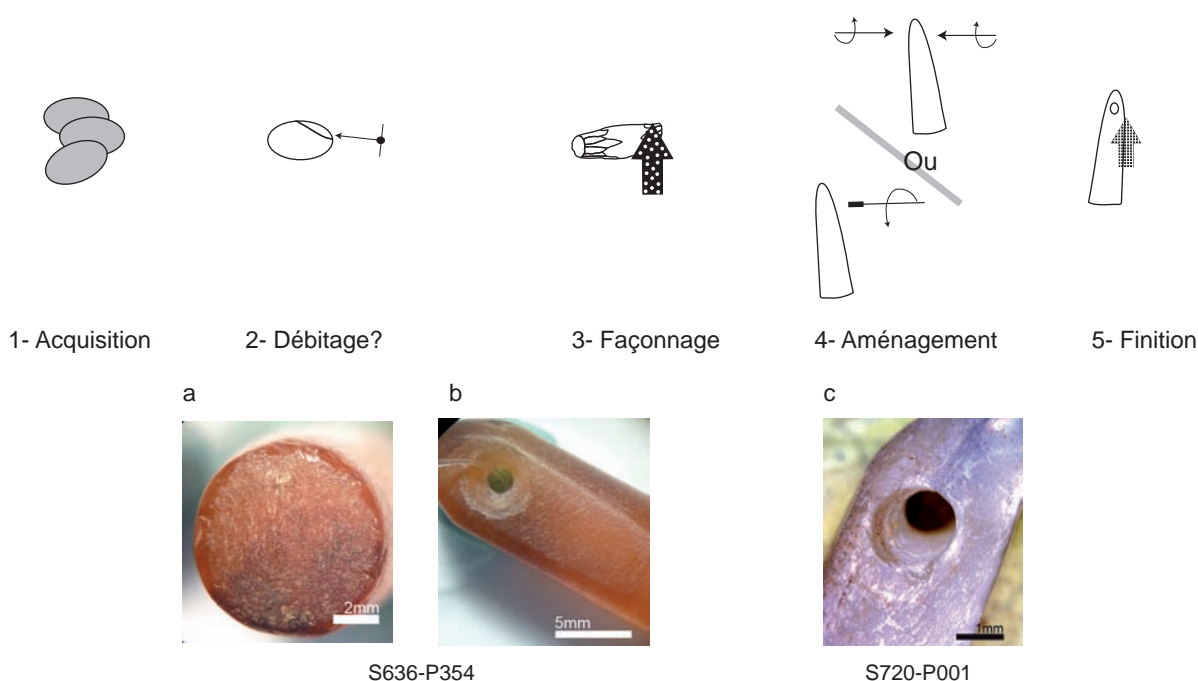 Ou
1- Acquisition
2- Débitage?
3- Façonnage
4- Aménagement
5- Finition
a
b
c
2mm
5mm
1mm
S636-P354
S720-P001